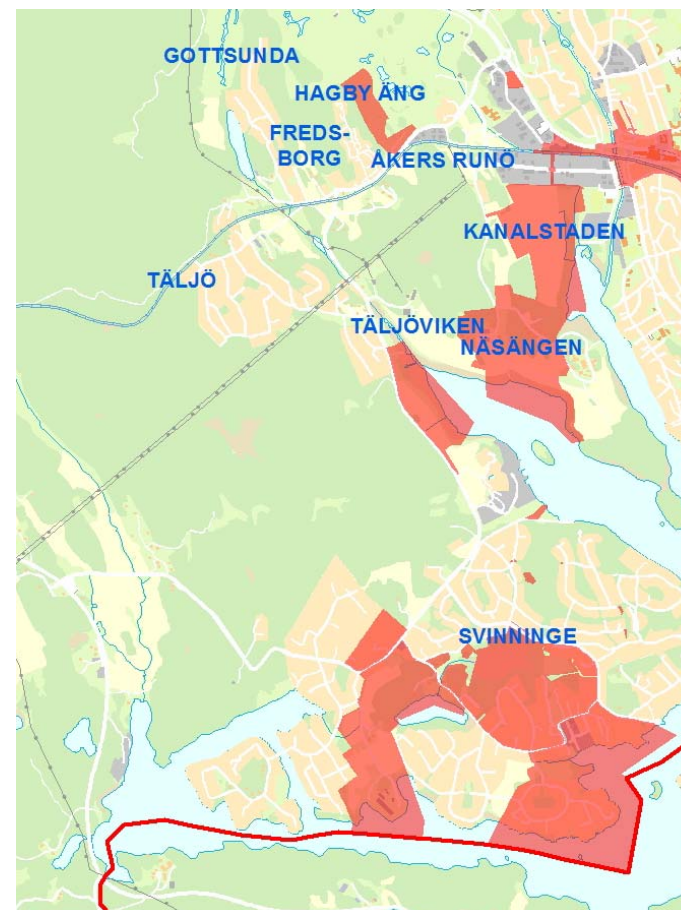 GOTTSUNDA
HAGBY ÄNG
FREDS-
BORG
ÅKERS RUNÖ
KANALSTADEN
TÄLJÖ
TÄLJÖVIKEN
NÄSÄNGEN
SVINNINGE